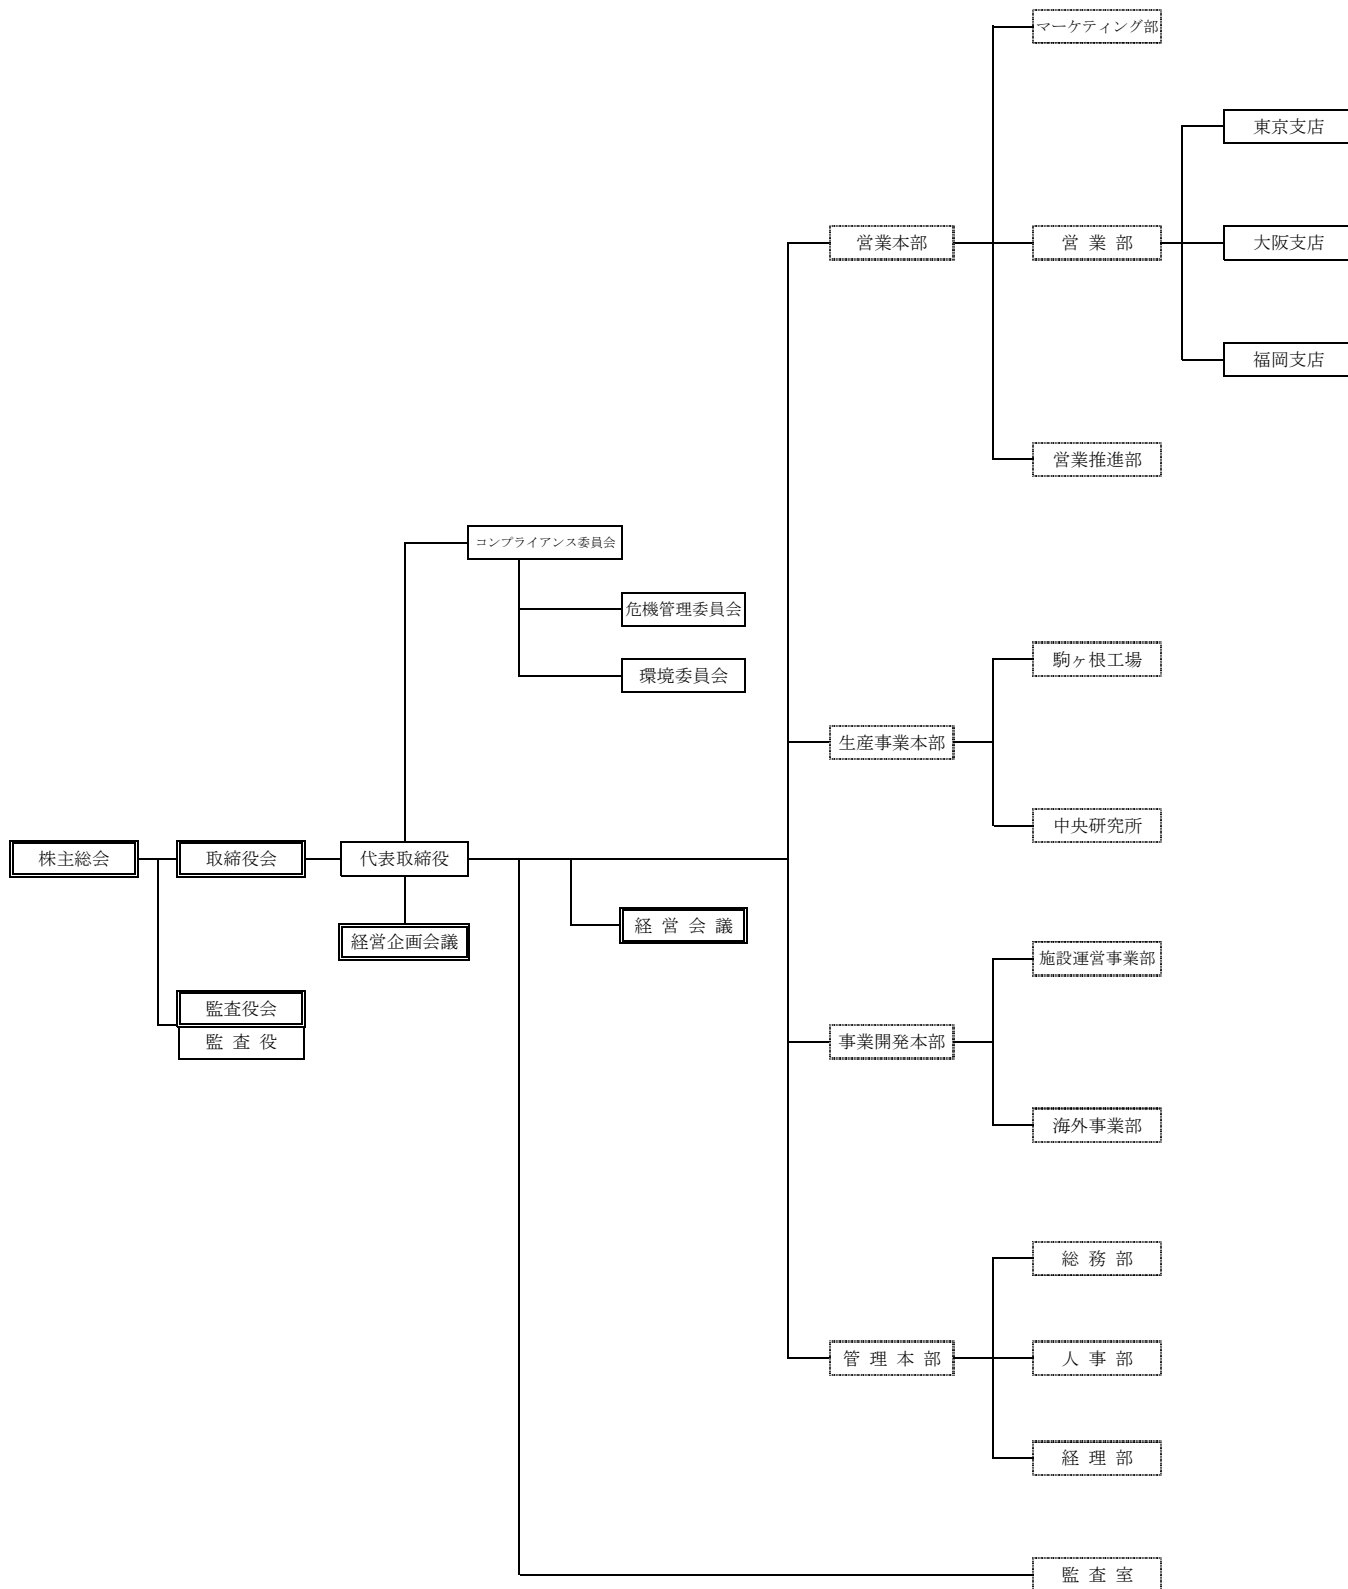 マーケティング部
東京支店
営業本部
営 業 部
大阪支店
福岡支店
営業推進部
コンプライアンス委員会
危機管理委員会
環境委員会
駒ヶ根工場
生産事業本部
中央研究所
株主総会
取締役会
代表取締役
経 営 会 議
経営企画会議
監査役会
監 査 役
施設運営事業部
事業開発本部
海外事業部
総 務 部
管 理 本 部
人 事 部
経 理 部
監 査 室